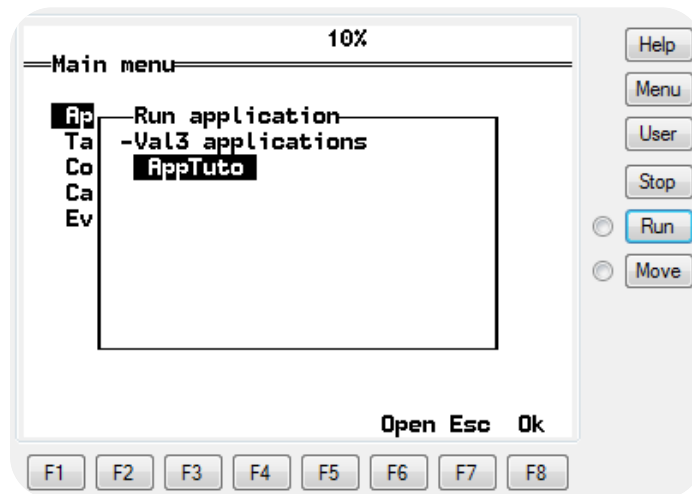 10%
Main menu
Ap
Run application
Ta
-Val3 applications
Co
AppTuto
Ca
Ev
Open Esc Ok
Help
Menu
User
Stop
Run
Move
F1 F2 F3 F4 F5 F6 F7 F8